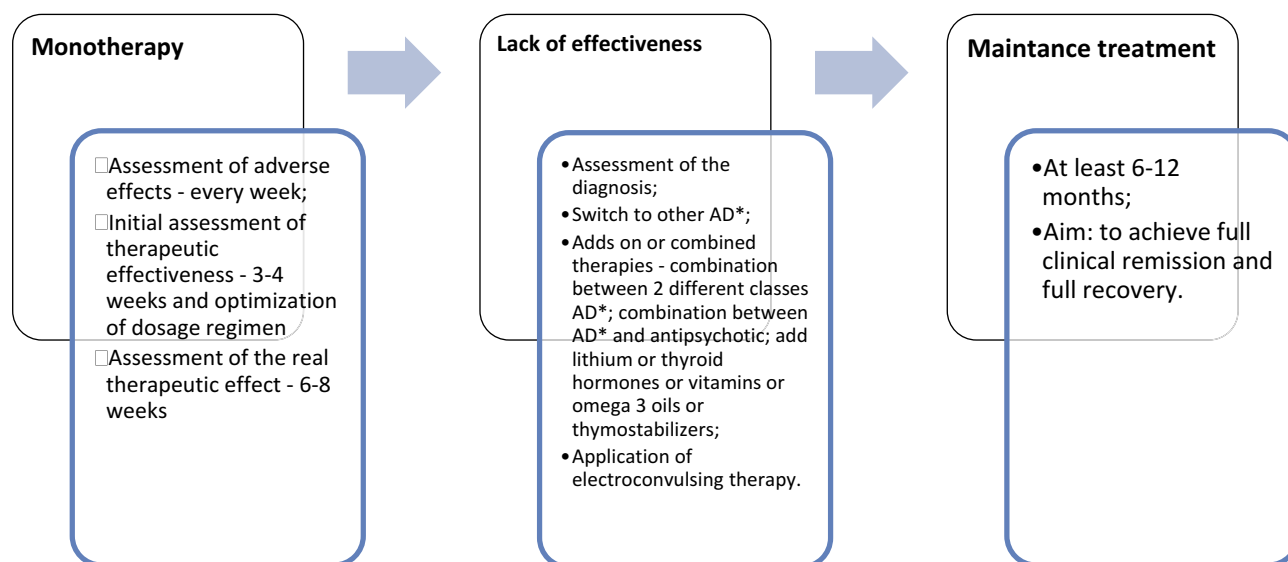 Monotherapy
□Assessment of adverse
effects - every week;
□Initial assessment of
therapeutic
effectiveness - 3-4
weeks and optimization
of dosage regimen
□Assessment of the real
therapeutic effect - 6-8
weeks
Lack of effectiveness
•Assessment of the
diagnosis;
•Switch to other AD*;
•Adds on or combined
therapies - combination
between 2 different classes
AD*; combination between
AD* and antipsychotic; add
lithium or thyroid
hormones or vitamins or
omega 3 oils or
thymostabilizers;
•Application of
electroconvulsing therapy.
Maintance treatment
•At least 6-12
months;
•Aim: to achieve full
clinical remission and
full recovery.